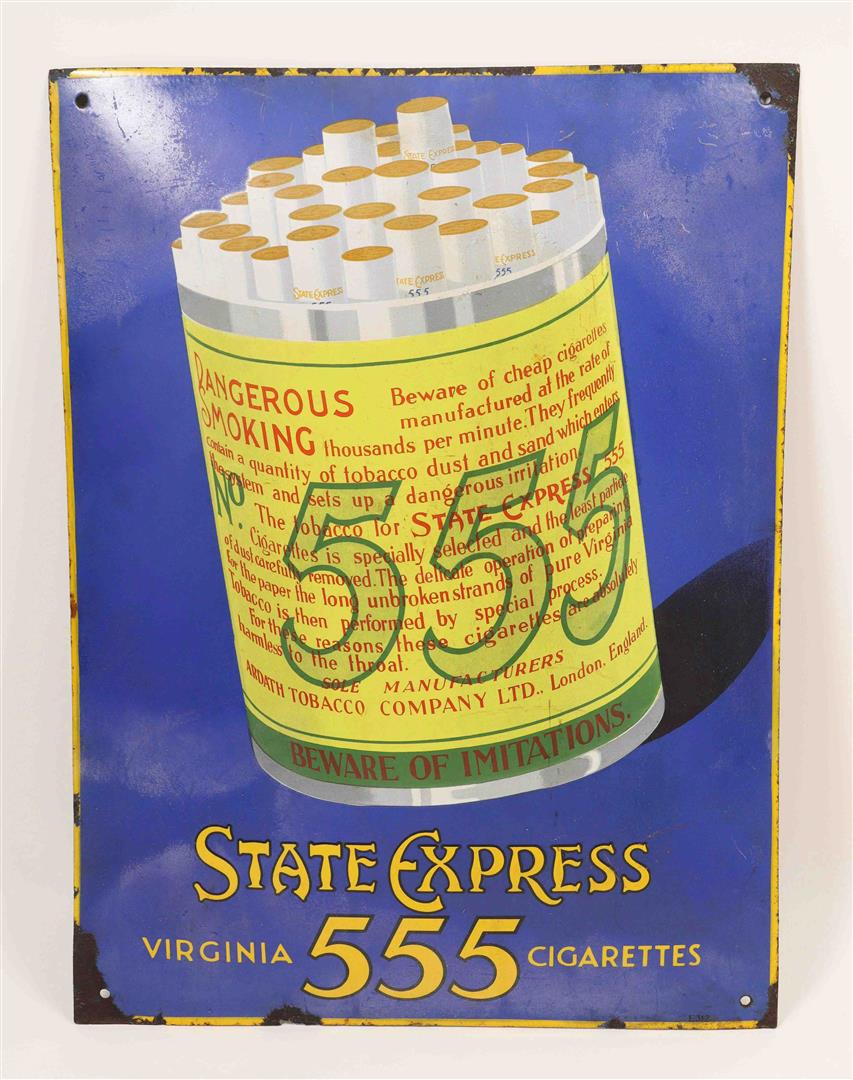 STATE EXPRESS
STATE EXPRESS
555
STATE EXPRESS
555
STATE EXPRESS
555
DANGEROUS SMOKING
Beware of cheap cigarettes
manufactured at the rate of
thousands per minute. They frequently
contain a quantity of tobacco dust and sand which enters
the system and sets up a dangerous irritation.
No. 555
The tobacco for STATE EXPRESS 555
Cigarettes is specially selected and the least particle
of dust carefully removed. The delicate operation of preparing
for the paper the long unbroken strands of pure Virginia
Tobacco is then performed by special process.
For these reasons these cigarettes are absolutely
harmless to the throat.
SOLE MANUFACTURERS
ARDATH TOBACCO COMPANY LTD., London, England.
BEWARE OF IMITATIONS.
STATE EXPRESS
VIRGINIA 555 CIGARETTES